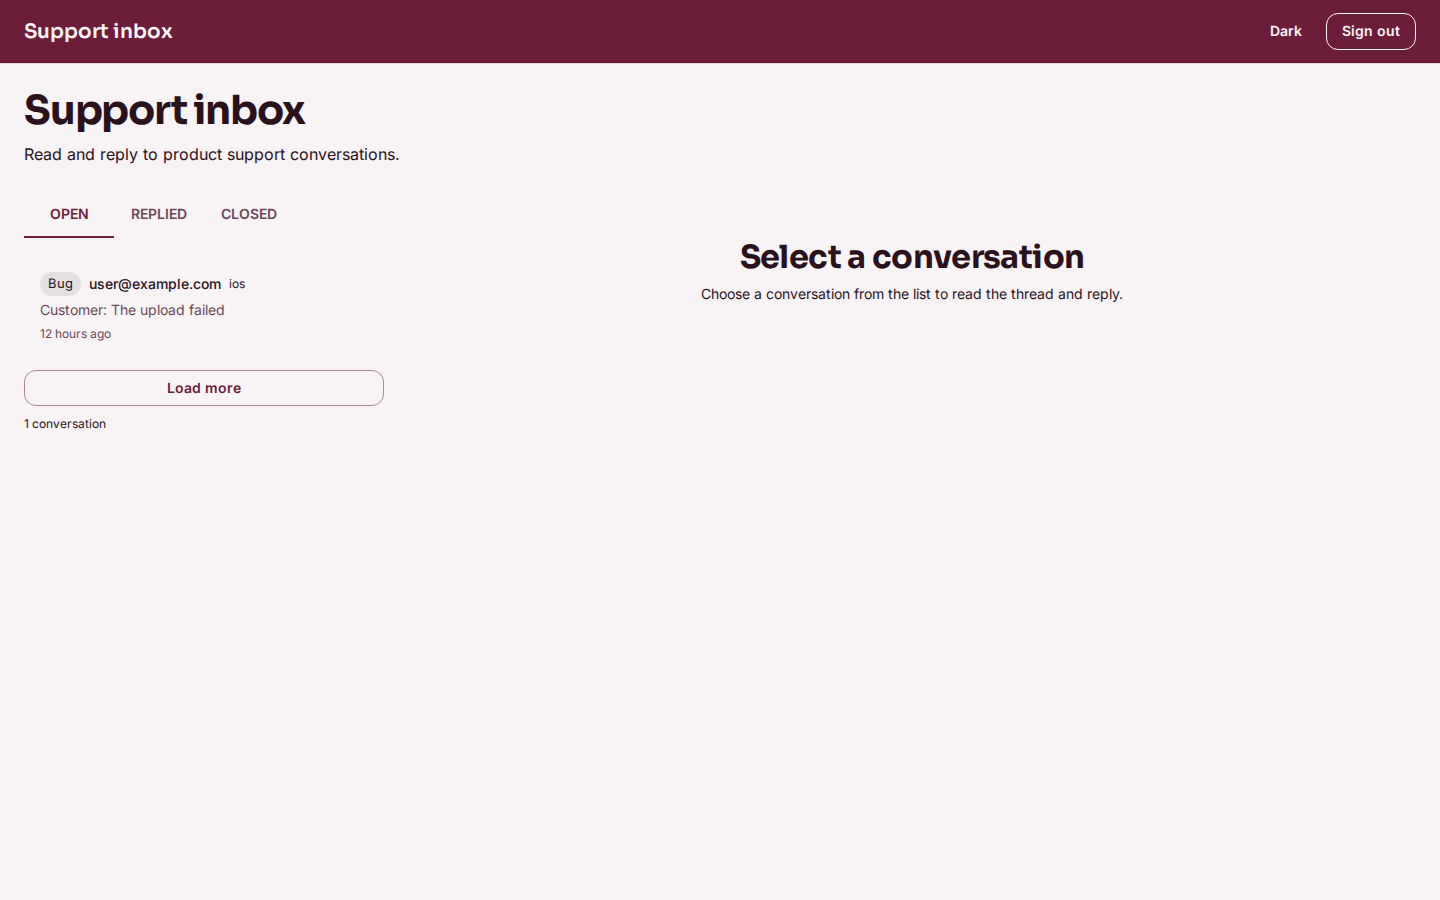 Support inbox
Dark
Sign out
Support inbox
Read and reply to product support conversations.
OPEN
REPLIED
CLOSED
Bug user@example.com ios
Customer: The upload failed
12 hours ago
Load more
1 conversation
Select a conversation
Choose a conversation from the list to read the thread and reply.